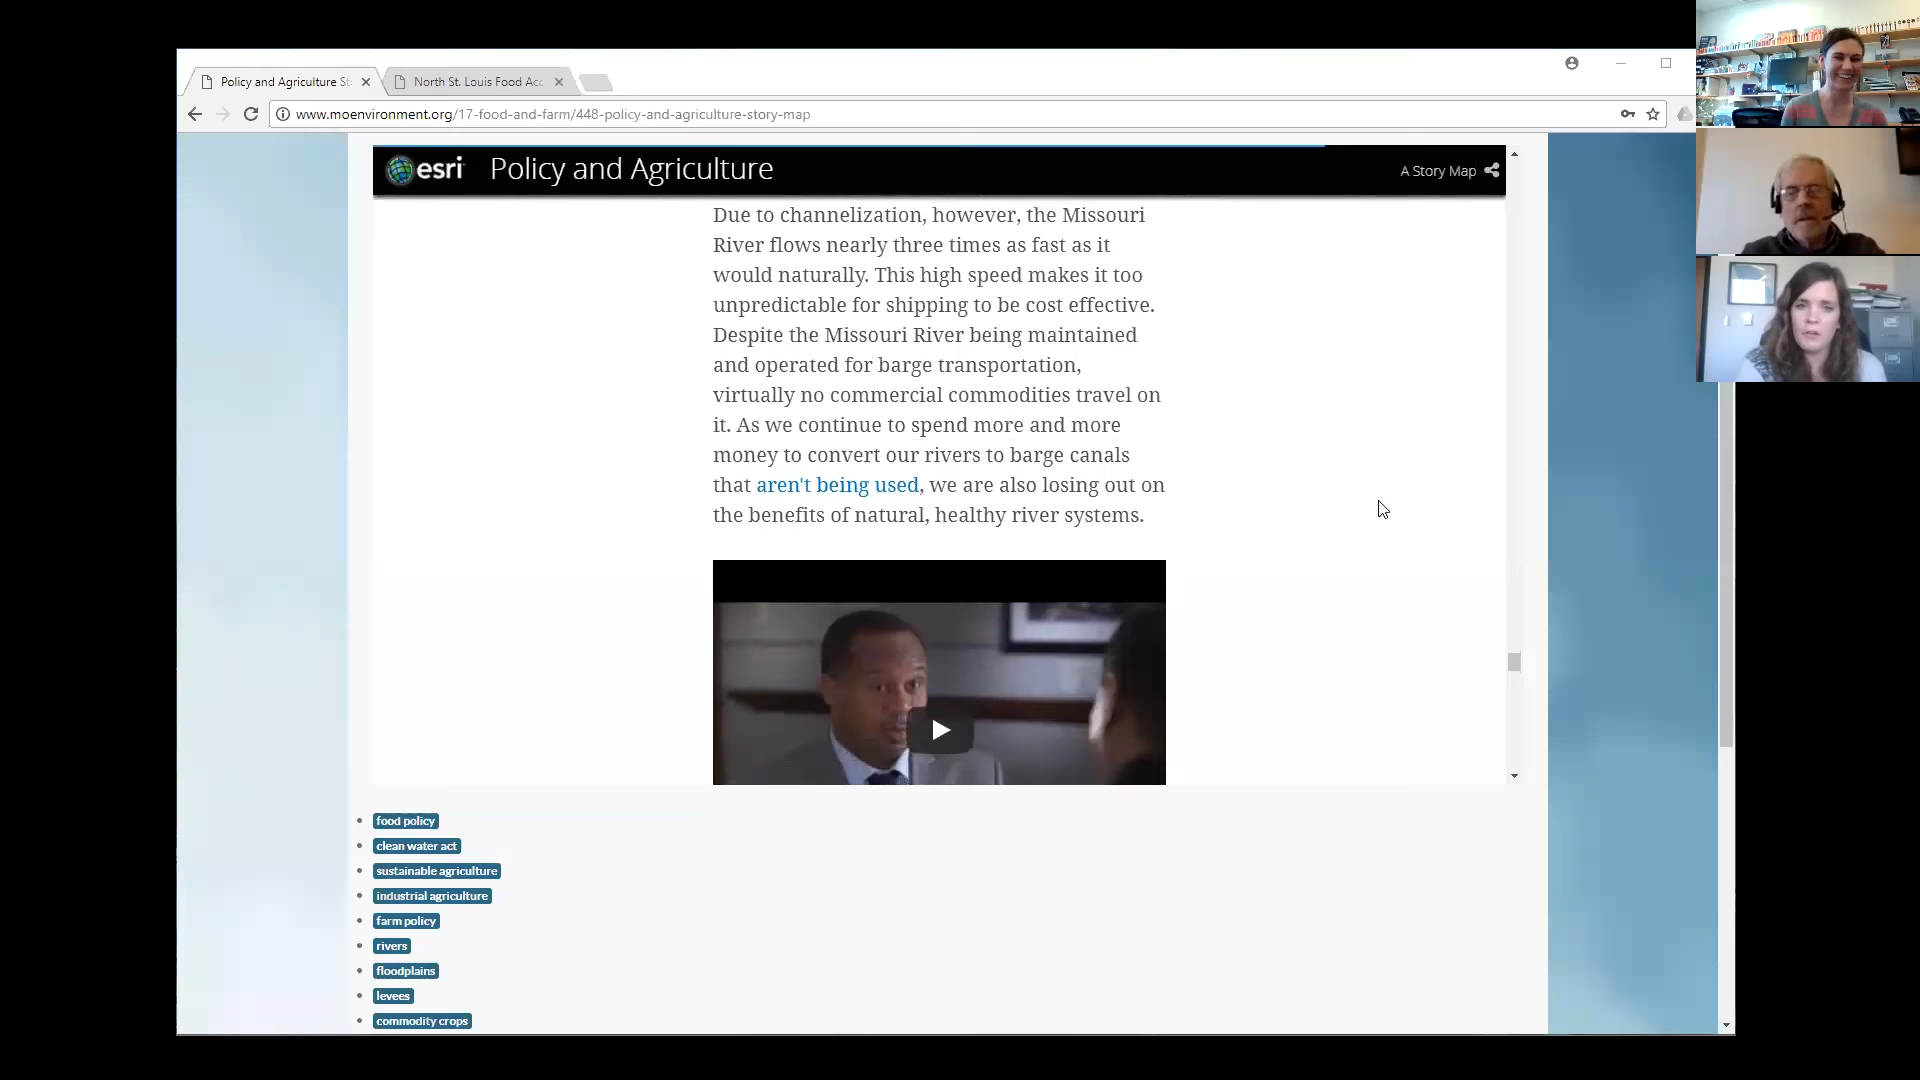 Policy and Agriculture St
North St. Louis Food Acc
www.moenvironment.org/17-food-and-farm/448-policy-and-agriculture-story-map
esri Policy and Agriculture
A Story Map
Due to channelization, however, the Missouri
River flows nearly three times as fast as it
would naturally. This high speed makes it too
unpredictable for shipping to be cost effective.
Despite the Missouri River being maintained
and operated for barge transportation,
virtually no commercial commodities travel on
it. As we continue to spend more and more
money to convert our rivers to barge canals
that aren't being used, we are also losing out on
the benefits of natural, healthy river systems.
food policy
clean water act
sustainable agriculture
industrial agriculture
farm policy
rivers
floodplains
levees
commodity crops